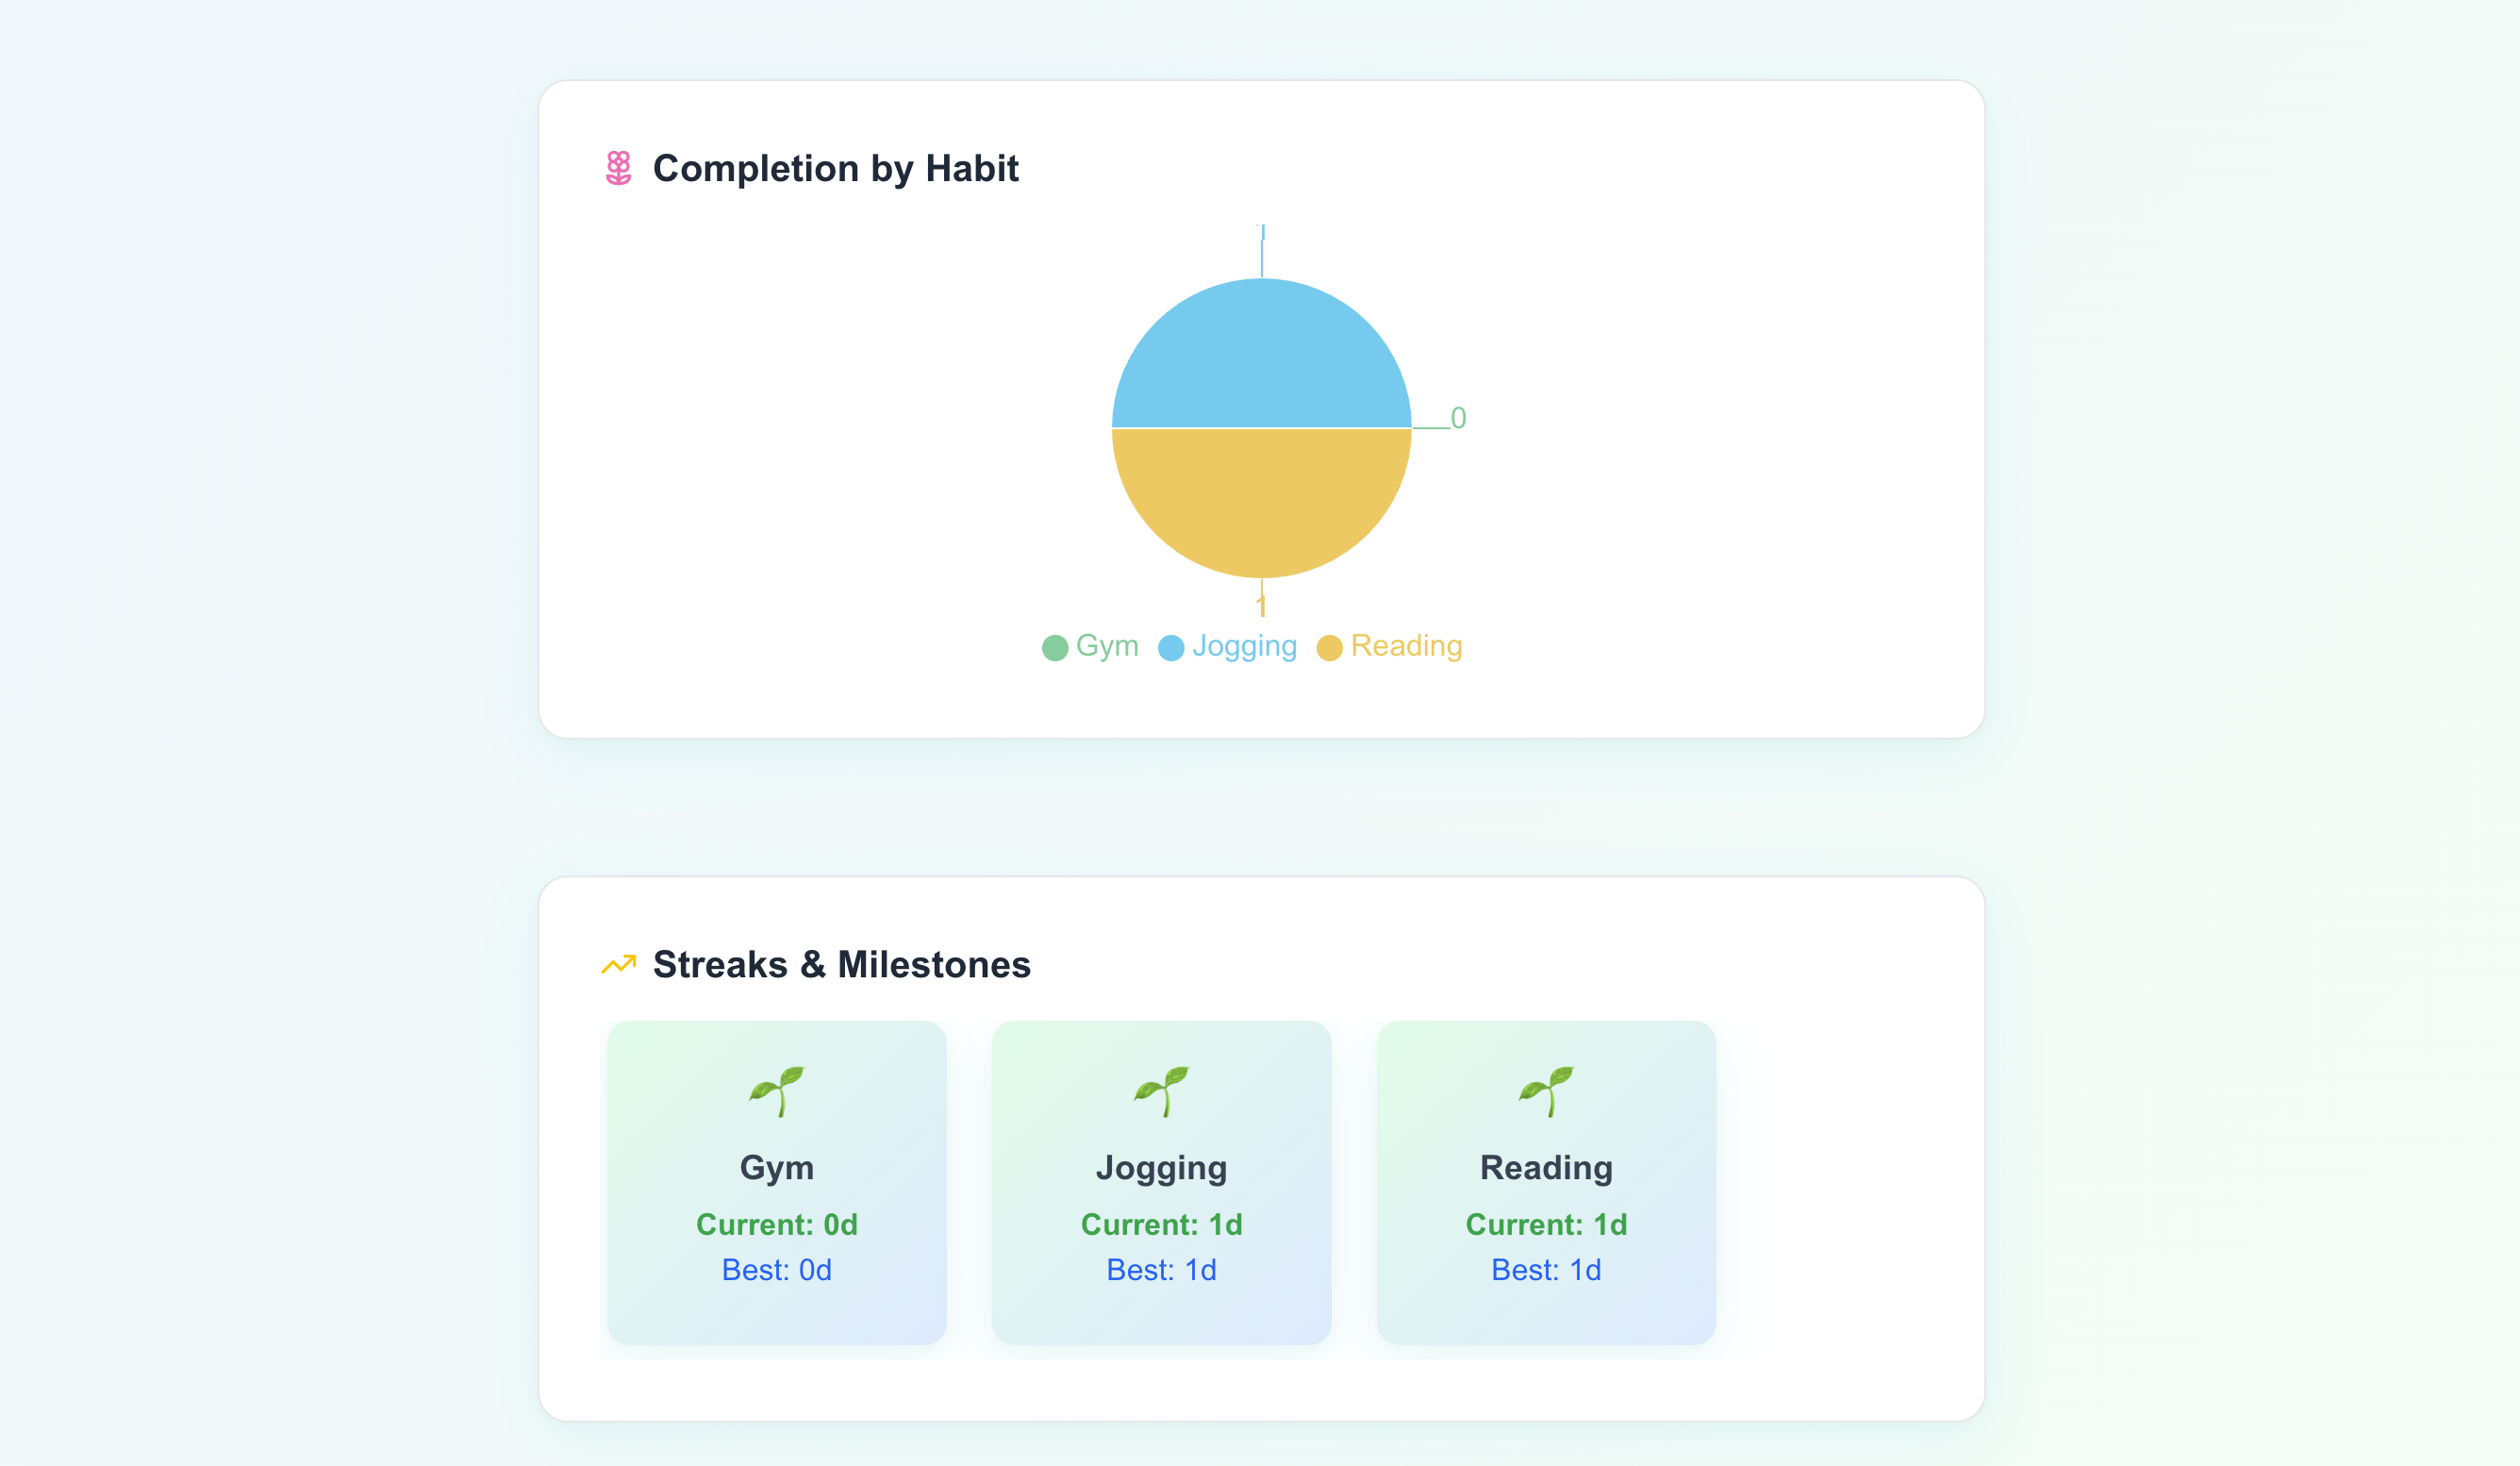 Completion by Habit
1
0
1
Gym Jogging Reading
Streaks & Milestones
Gym Jogging Reading
Current: 0d Current: 1d Current: 1d
Best: 0d Best: 1d Best: 1d